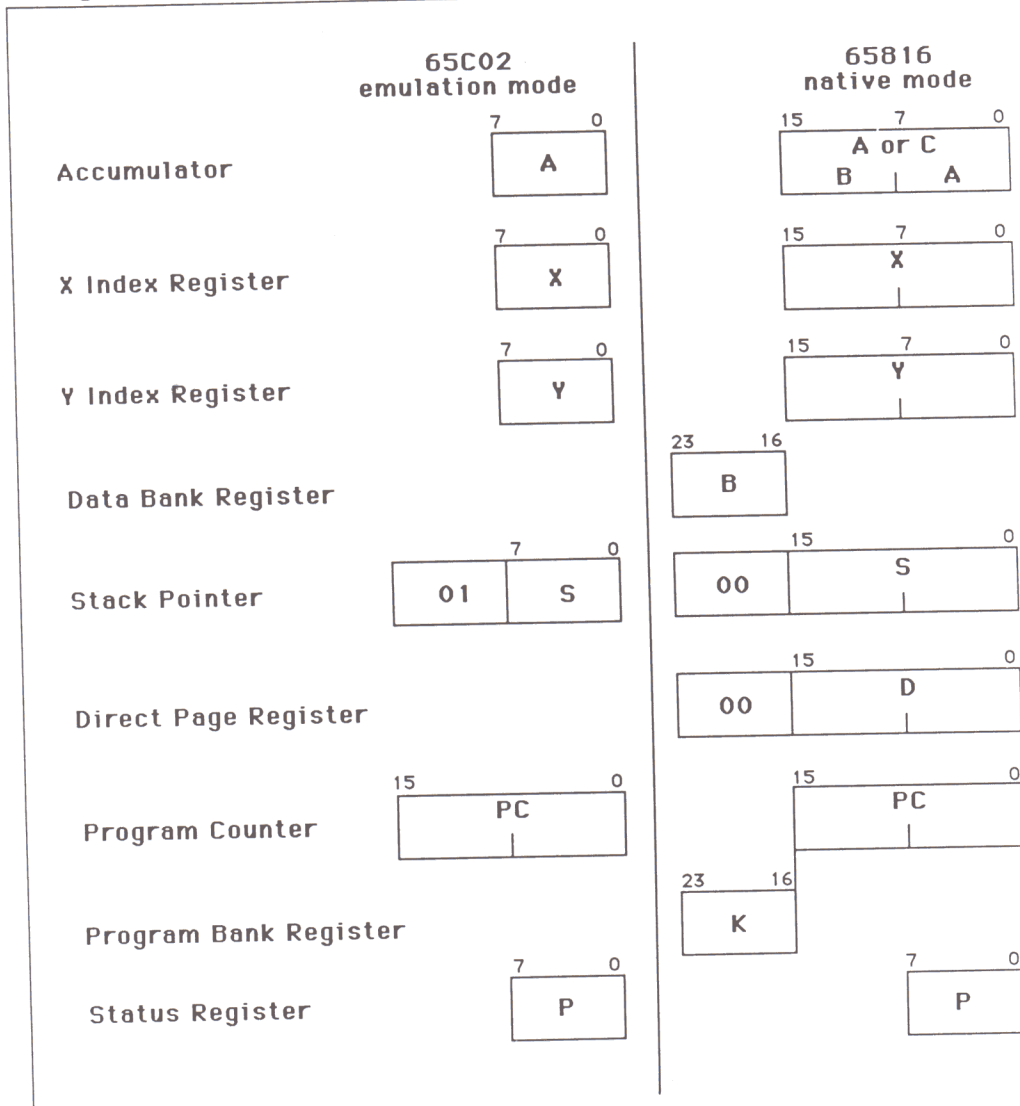 65C02 65816
emulation mode native mode
7 0 15 7 0
Accumulator A A or C
B A
7 0 15 7 0
X Index Register X X
7 0 15 7 0
Y Index Register Y Y
23 16
Data Bank Register B
7 0 15 0
Stack Pointer 01 S 00 S
15 0
Direct Page Register 00 D
15 0 15 0
Program Counter PC PC
23 16
Program Bank Register K
7 0 7 0
Status Register P P